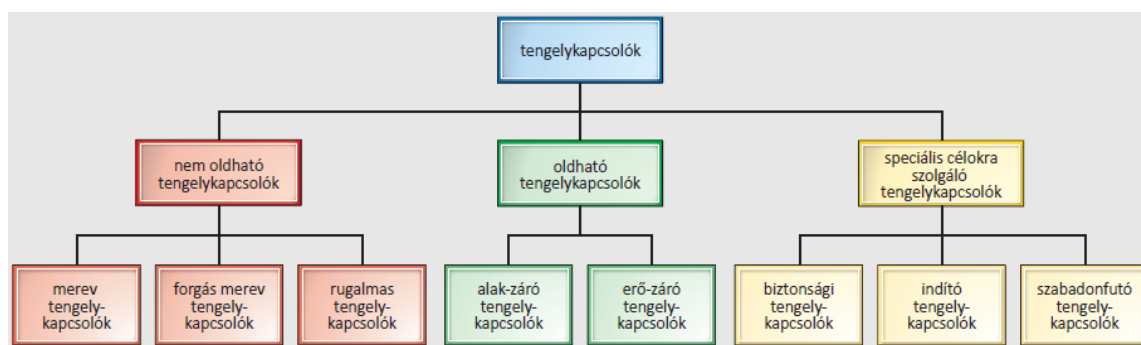 tengelykapcsolók
nem oldható
tengelykapcsolók
oldható
tengelykapcsolók
speciális célokra
szolgáló
tengelykapcsolók
merev
tengely-
kapcsolók
forgás merev
tengely-
kapcsolók
rugalmas
tengely-
kapcsolók
alak-záró
tengely-
kapcsolók
erő-záró
tengely-
kapcsolók
biztonsági
tengely-
kapcsolók
indító
tengely-
kapcsolók
szabadonfutó
tengely-
kapcsolók